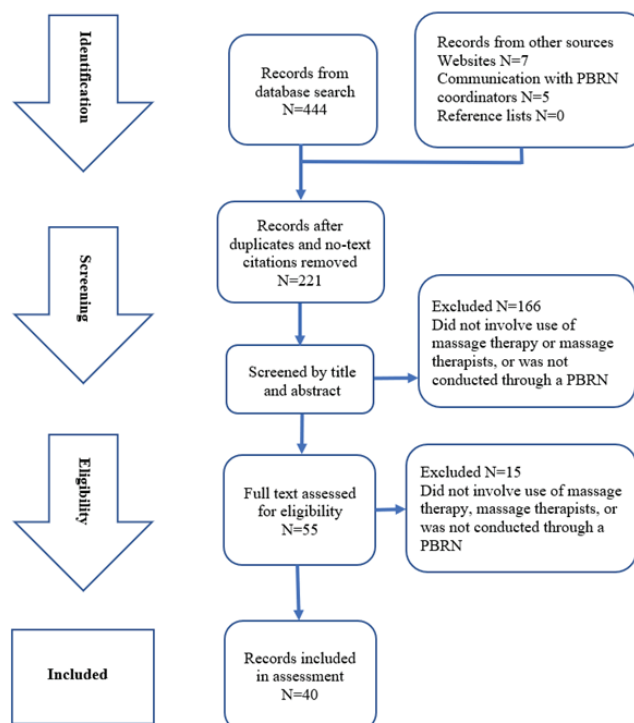 Identification
Records from
database search
N=444
Records from other sources
Websites N=7
Communication with PBRN
coordinators N=5
Reference lists N=0
Screening
Records after
duplicates and no-text
citations removed
N=221
Excluded N=166
Did not involve use of
massage therapy or massage
therapists, or was not
conducted through a PBRN
Screened by title
and abstract
Eligibility
Full text assessed
for eligibility
N=55
Excluded N=15
Did not involve use of massage
therapy, massage therapists, or
was not conducted through a
PBRN
Included
Records included
in assessment
N=40